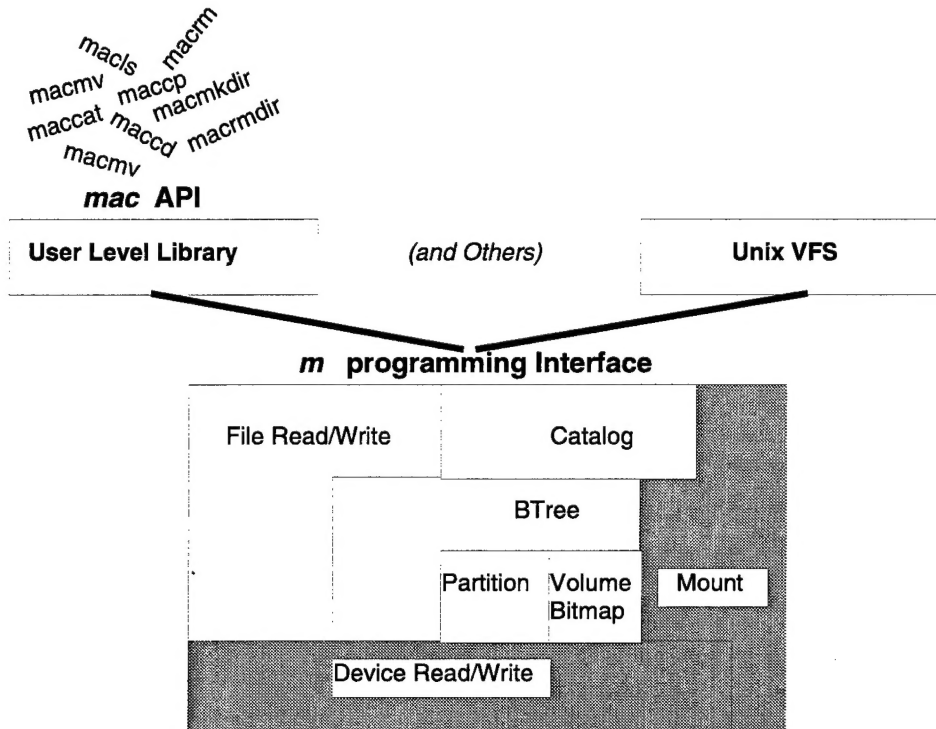 macls
macrm
macmv
maccp
macmkdir
maccat
maccd
macrmdir
macmv
mac API
User Level Library
(and Others)
Unix VFS
m programming Interface
File Read/Write
Catalog
BTree
Partition
Volume
Bitmap
Mount
Device Read/Write